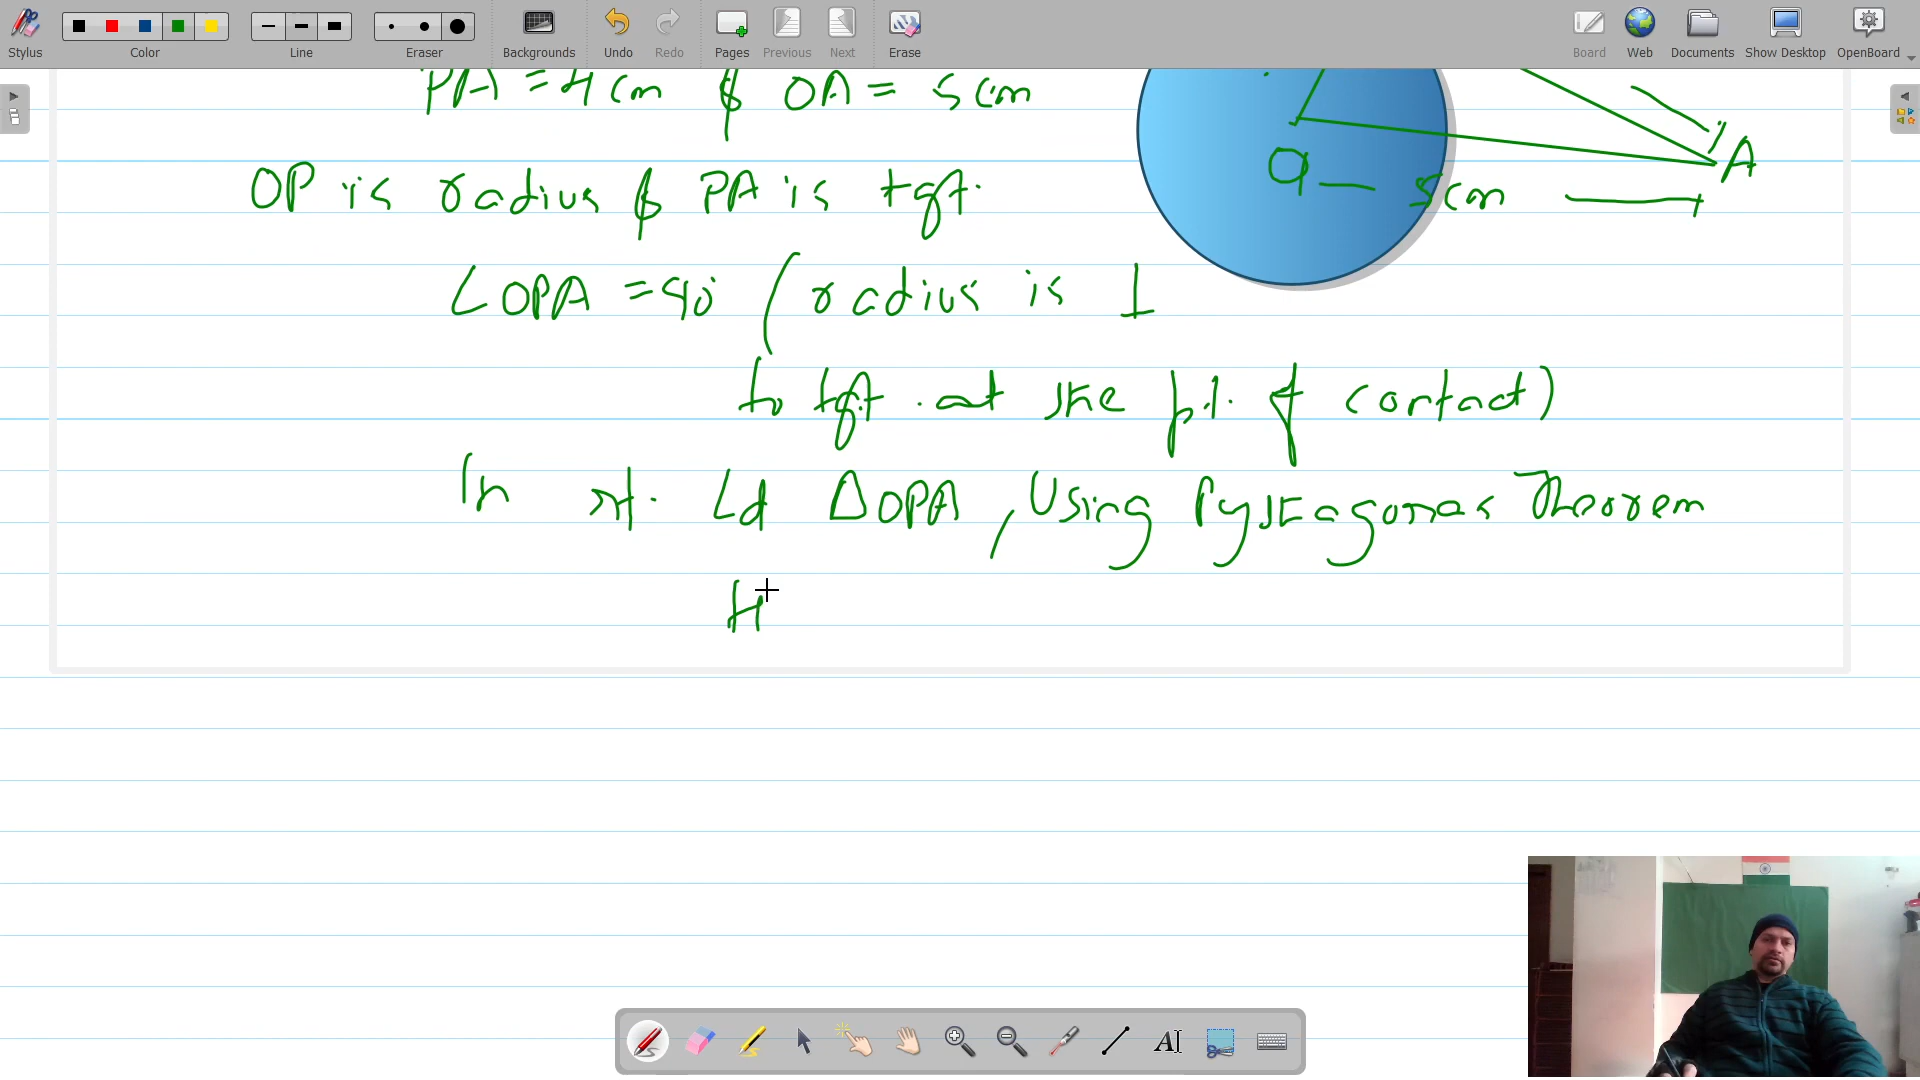 Stylus Color Line Eraser Backgrounds Undo Redo Pages Previous Next Erase Board Web Documents Show Desktop OpenBoard
PA = 4 cm & OA = 5 cm
A
O
5 cm
OP is radius & PA is tgt.
∠OPA = 90° (radius is ⊥
to tgt. at the pt. of contact)
In rt. ∠d ΔOPA, Using Pythagoras Theorem
H